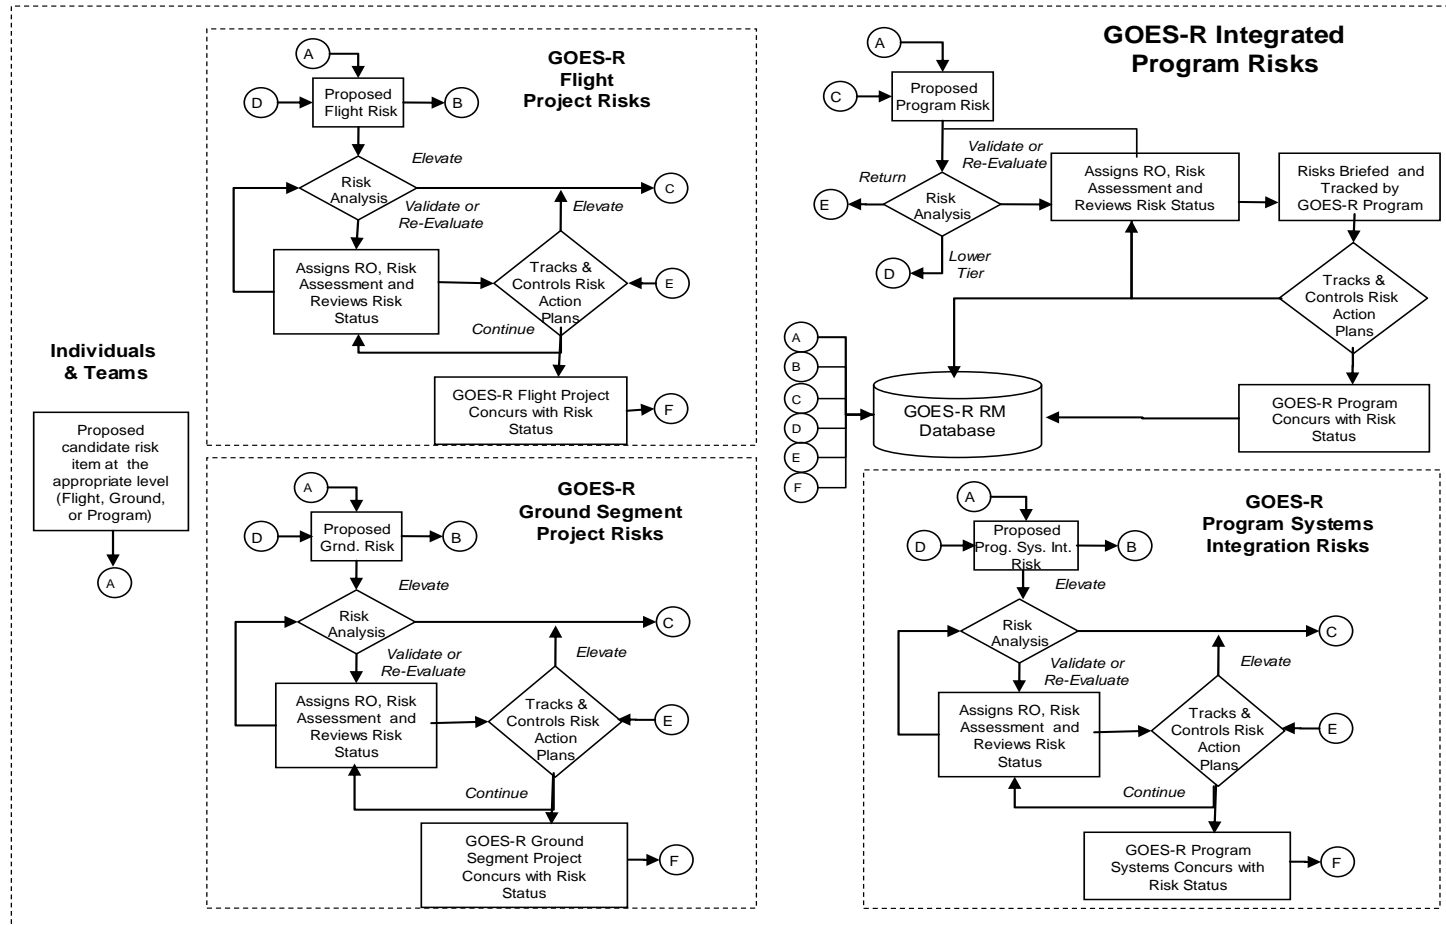 Individuals
& Teams
Proposed
candidate risk
item at the
appropriate level
(Flight, Ground,
or Program)
A
GOES-R
Flight
Project Risks
A
D
Proposed
Flight Risk
B
Elevate
Risk
Analysis
C
Validate or
Re-Evaluate
Elevate
Assigns RO, Risk
Assessment and
Reviews Risk
Status
Tracks &
Controls Risk
Action
Plans
E
Continue
GOES-R Flight Project
Concurs with Risk
Status
F
GOES-R
Ground Segment
Project Risks
A
D
Proposed
Grnd. Risk
B
Elevate
Risk
Analysis
C
Validate or
Re-Evaluate
Elevate
Assigns RO, Risk
Assessment and
Reviews Risk
Status
Tracks &
Controls Risk
Action
Plans
E
Continue
GOES-R Ground
Segment Project
Concurs with Risk
Status
F
GOES-R Integrated
Program Risks
A
C
Proposed
Program Risk
Validate or
Re-Evaluate
Return
E
Risk
Analysis
Lower
Tier
D
Assigns RO, Risk
Assessment and
Reviews Risk Status
Risks Briefed and
Tracked by
GOES-R Program
Tracks &
Controls Risk
Action
Plans
A
B
C
D
E
F
GOES-R RM
Database
GOES-R Program
Concurs with Risk
Status
GOES-R
Program Systems
Integration Risks
A
D
Proposed
Prog. Sys. Int.
Risk
B
Elevate
Risk
Analysis
C
Validate or
Re-Evaluate
Elevate
Assigns RO, Risk
Assessment and
Reviews Risk
Status
Tracks &
Controls Risk
Action
Plans
E
Continue
GOES-R Program
Systems Concurs with
Risk Status
F